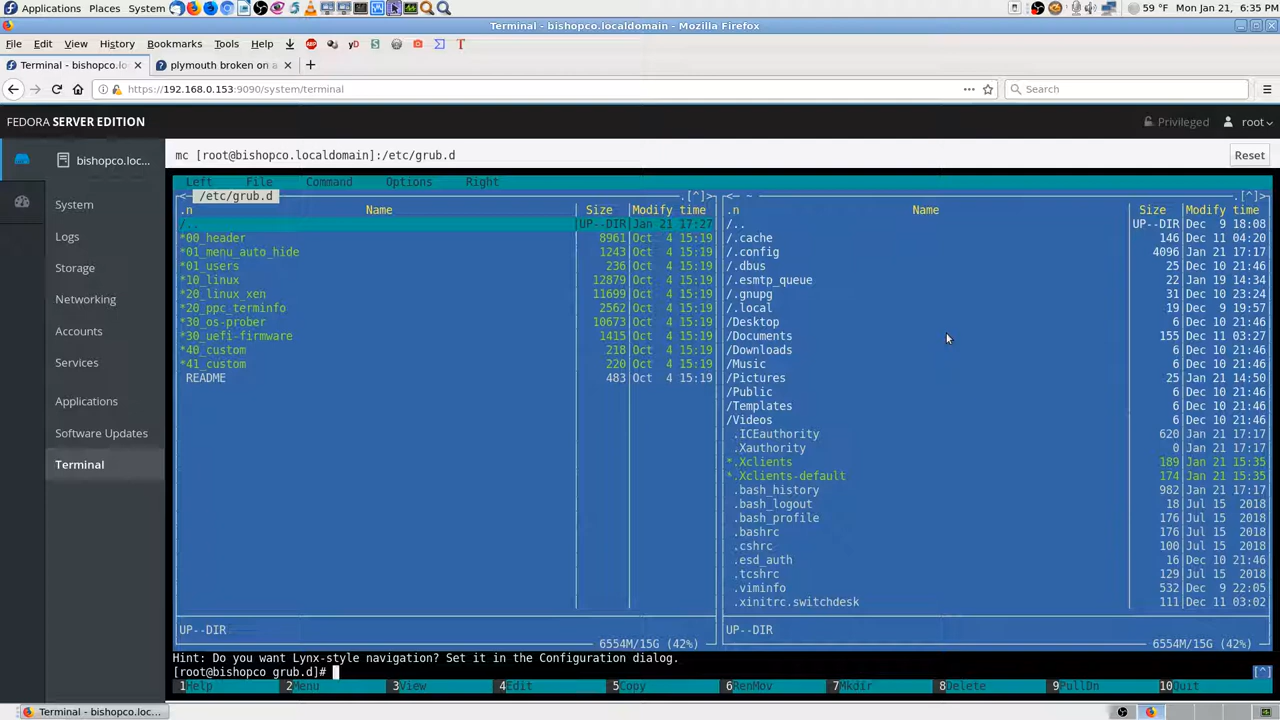 Applications Places System 59 °F Mon Jan 21, 6:35 PM
Terminal - bishopco.localdomain - Mozilla Firefox
File Edit View History Bookmarks Tools Help ABP yD S T
Terminal - bishopco.lo plymouth broken on a
https://192.168.0.153:9090/system/terminal Search
FEDORA SERVER EDITION Privileged root
bishopco.loc... mc [root@bishopco.localdomain]:/etc/grub.d Reset
System
Logs
Storage
Networking
Accounts
Services
Applications
Software Updates
Terminal
Left File Command Options Right
<─ /etc/grub.d .[^]>
.n Name Size Modify time
/.. UP--DIR Jan 21 17:27
*00_header 8961 Oct 4 15:19
*01_menu_auto_hide 1243 Oct 4 15:19
*01_users 236 Oct 4 15:19
*10_linux 12879 Oct 4 15:19
*20_linux_xen 11699 Oct 4 15:19
*20_ppc_terminfo 2562 Oct 4 15:19
*30_os-prober 10673 Oct 4 15:19
*30_uefi-firmware 1415 Oct 4 15:19
*40_custom 218 Oct 4 15:19
*41_custom 220 Oct 4 15:19
README 483 Oct 4 15:19
UP--DIR
6554M/15G (42%)
<─ ~ .[^]>
.n Name Size Modify time
/.. UP--DIR Dec 9 18:08
/.cache 146 Dec 11 04:20
/.config 4096 Jan 21 17:17
/.dbus 25 Dec 10 21:46
/.esmtp_queue 22 Jan 19 14:34
/.gnupg 31 Dec 10 23:24
/.local 19 Dec 9 19:57
/Desktop 6 Dec 10 21:46
/Documents 155 Dec 11 03:27
/Downloads 6 Dec 10 21:46
/Music 6 Dec 10 21:46
/Pictures 25 Jan 19 14:50
/Public 6 Dec 10 21:46
/Templates 6 Dec 10 21:46
/Videos 6 Dec 10 21:46
.ICEauthority 620 Jan 21 17:17
.Xauthority 0 Jan 21 17:17
*.Xclients 189 Jan 21 15:35
*.Xclients-default 174 Jan 21 15:35
.bash_history 982 Jan 21 17:17
.bash_logout 18 Jul 15 2018
.bash_profile 176 Jul 15 2018
.bashrc 176 Jul 15 2018
.cshrc 100 Jul 15 2018
.esd_auth 16 Dec 10 21:46
.tcshrc 129 Jul 15 2018
.viminfo 532 Dec 9 22:05
.xinitrc.switchdesk 111 Dec 11 03:02
UP--DIR
6554M/15G (42%)
Hint: Do you want Lynx-style navigation? Set it in the Configuration dialog.
[root@bishopco grub.d]# [^]
1Help 2Menu 3View 4Edit 5Copy 6RenMov 7Mkdir 8Delete 9PullDn 10Quit
Terminal - bishopco.loc...